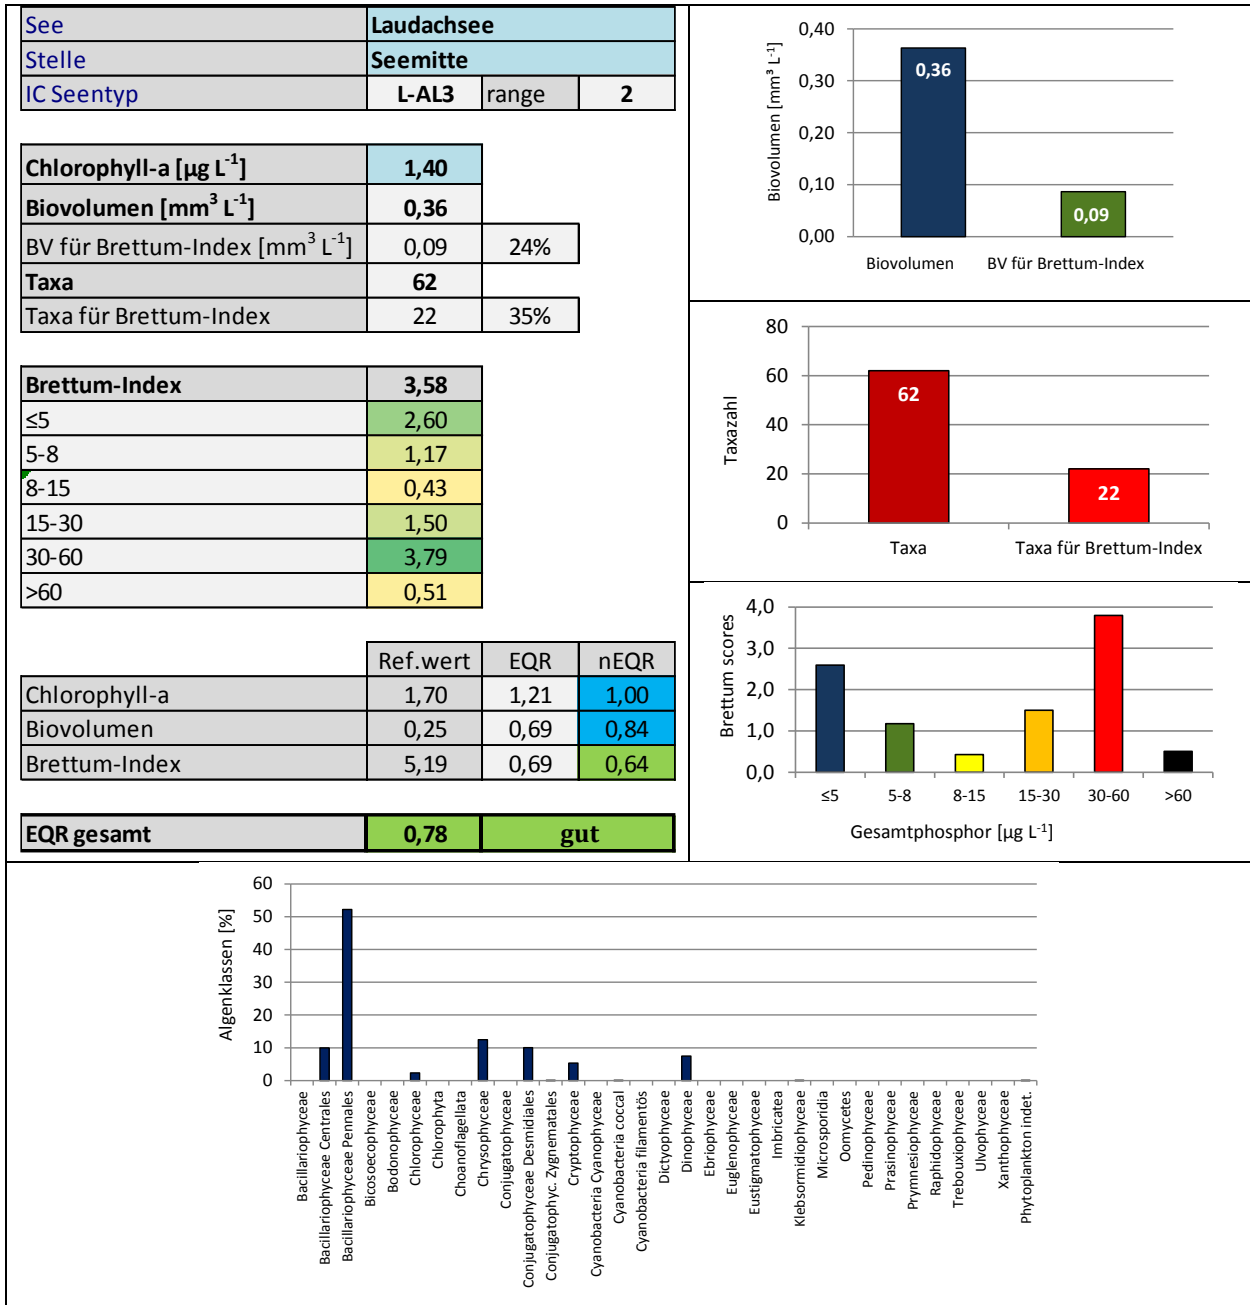 See Laudachsee
Stelle Seemitte
IC Seentyp L-AL3 range 2
Chlorophyll-a [µg L⁻¹] 1,40
Biovolumen [mm³ L⁻¹] 0,36
BV für Brettum-Index [mm³ L⁻¹] 0,09 24%
Taxa 62
Taxa für Brettum-Index 22 35%
Brettum-Index 3,58
≤5 2,60
5-8 1,17
8-15 0,43
15-30 1,50
30-60 3,79
>60 0,51
Ref.wert EQR nEQR
Chlorophyll-a 1,70 1,21 1,00
Biovolumen 0,25 0,69 0,84
Brettum-Index 5,19 0,69 0,64
EQR gesamt 0,78 gut
Biovolumen [mm³ L⁻¹]
0,40
0,30
0,20
0,10
0,00
0,36
0,09
Biovolumen BV für Brettum-Index
Taxazahl
80
60
40
20
0
62
22
Taxa Taxa für Brettum-Index
Brettum scores
4,0
3,0
2,0
1,0
0,0
≤5 5-8 8-15 15-30 30-60 >60
Gesamtphosphor [µg L⁻¹]
Algenklassen [%]
60
50
40
30
20
10
0
Bacillariophyceae
Bacillariophyceae Centrales
Bacillariophyceae Pennales
Bicosoecophyceae
Bodonophyceae
Chlorophyceae
Chlorophyta
Choanoflagellata
Chrysophyceae
Conjugatophyceae
Conjugatophyceae Desmidiales
Conjugatophyc. Zygnematales
Cryptophyceae
Cyanobacteria Cyanophyceae
Cyanobacteria coccal
Cyanobacteria filamentös
Dictyophyceae
Dinophyceae
Ebriophyceae
Euglenophyceae
Eustigmatophyceae
Imbricatea
Klebsormidiophyceae
Microsporidia
Oomycetes
Pedinophyceae
Prasinophyceae
Prymnesiophyceae
Raphidophyceae
Trebouxiophyceae
Ulvophyceae
Xanthophyceae
Phytoplankton indet.